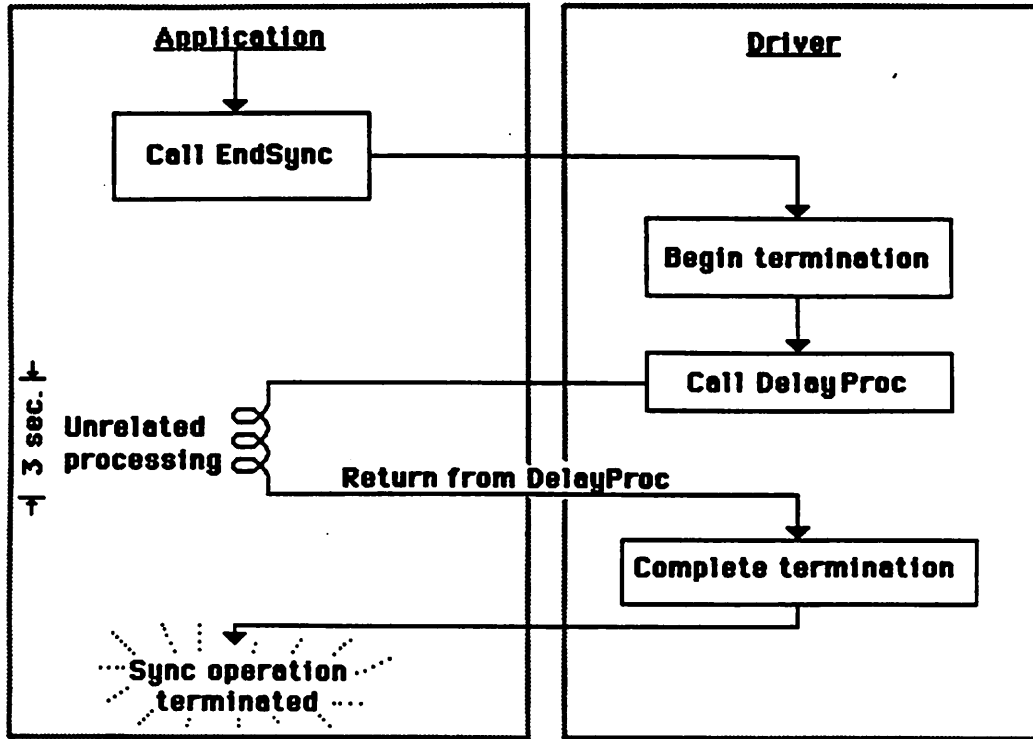 Application
Driver
Call EndSync
Begin termination
Call DelayProc
3 sec.
Unrelated
processing
Return from DelayProc
Complete termination
Sync operation
terminated